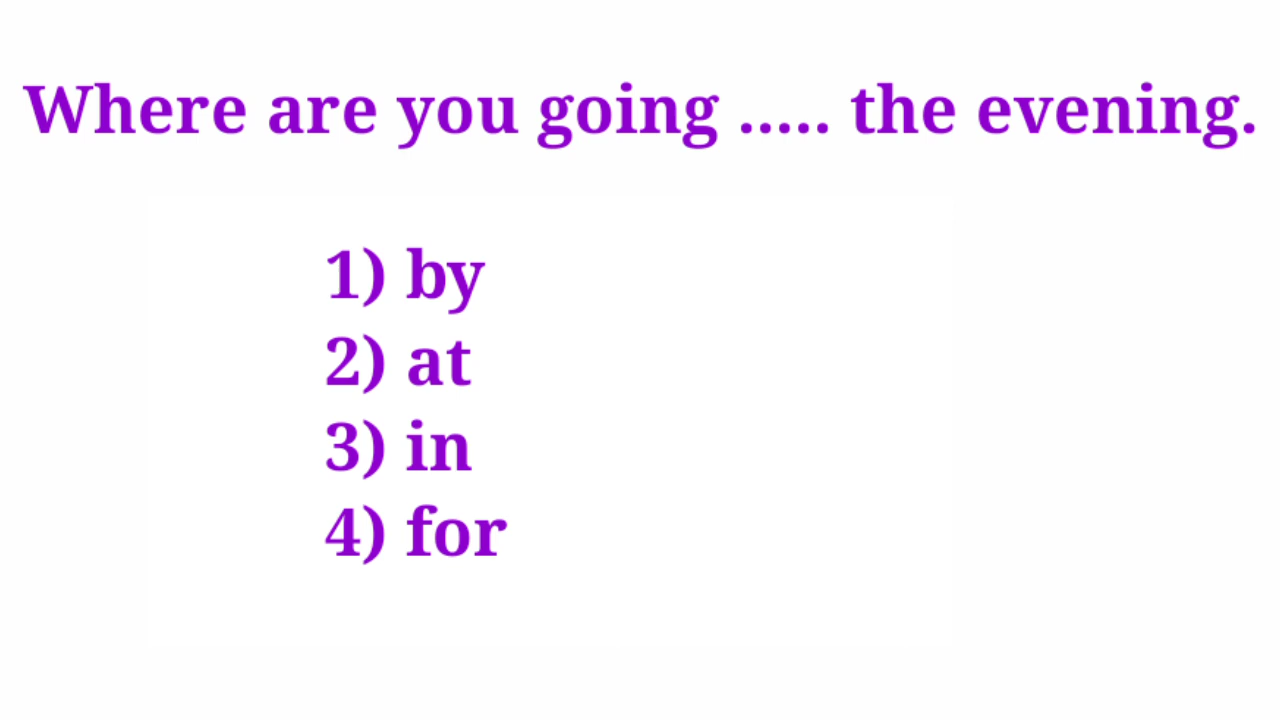 Where are you going ..... the evening.
1) by
2) at
3) in
4) for